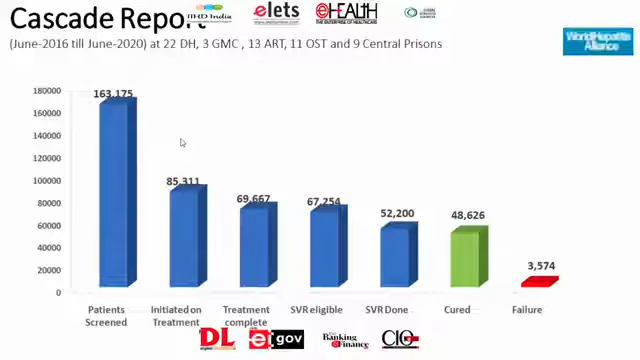 Cascade Report
IIHD India
elets
eHEALTH
THE ENTERPRISE OF HEALTHCARE
(June-2016 till June-2020) at 22 DH, 3 GMC , 13 ART, 11 OST and 9 Central Prisons
WorldHepatitis
Alliance
180000
160000
140000
120000
100000
80000
60000
40000
20000
0
163,175
85,311
69,667
67,254
52,200
48,626
3,574
Patients Screened
Initiated on Treatment
Treatment complete
SVR eligible
SVR Done
Cured
Failure
DL
egov
Banking
&Finance
CIO